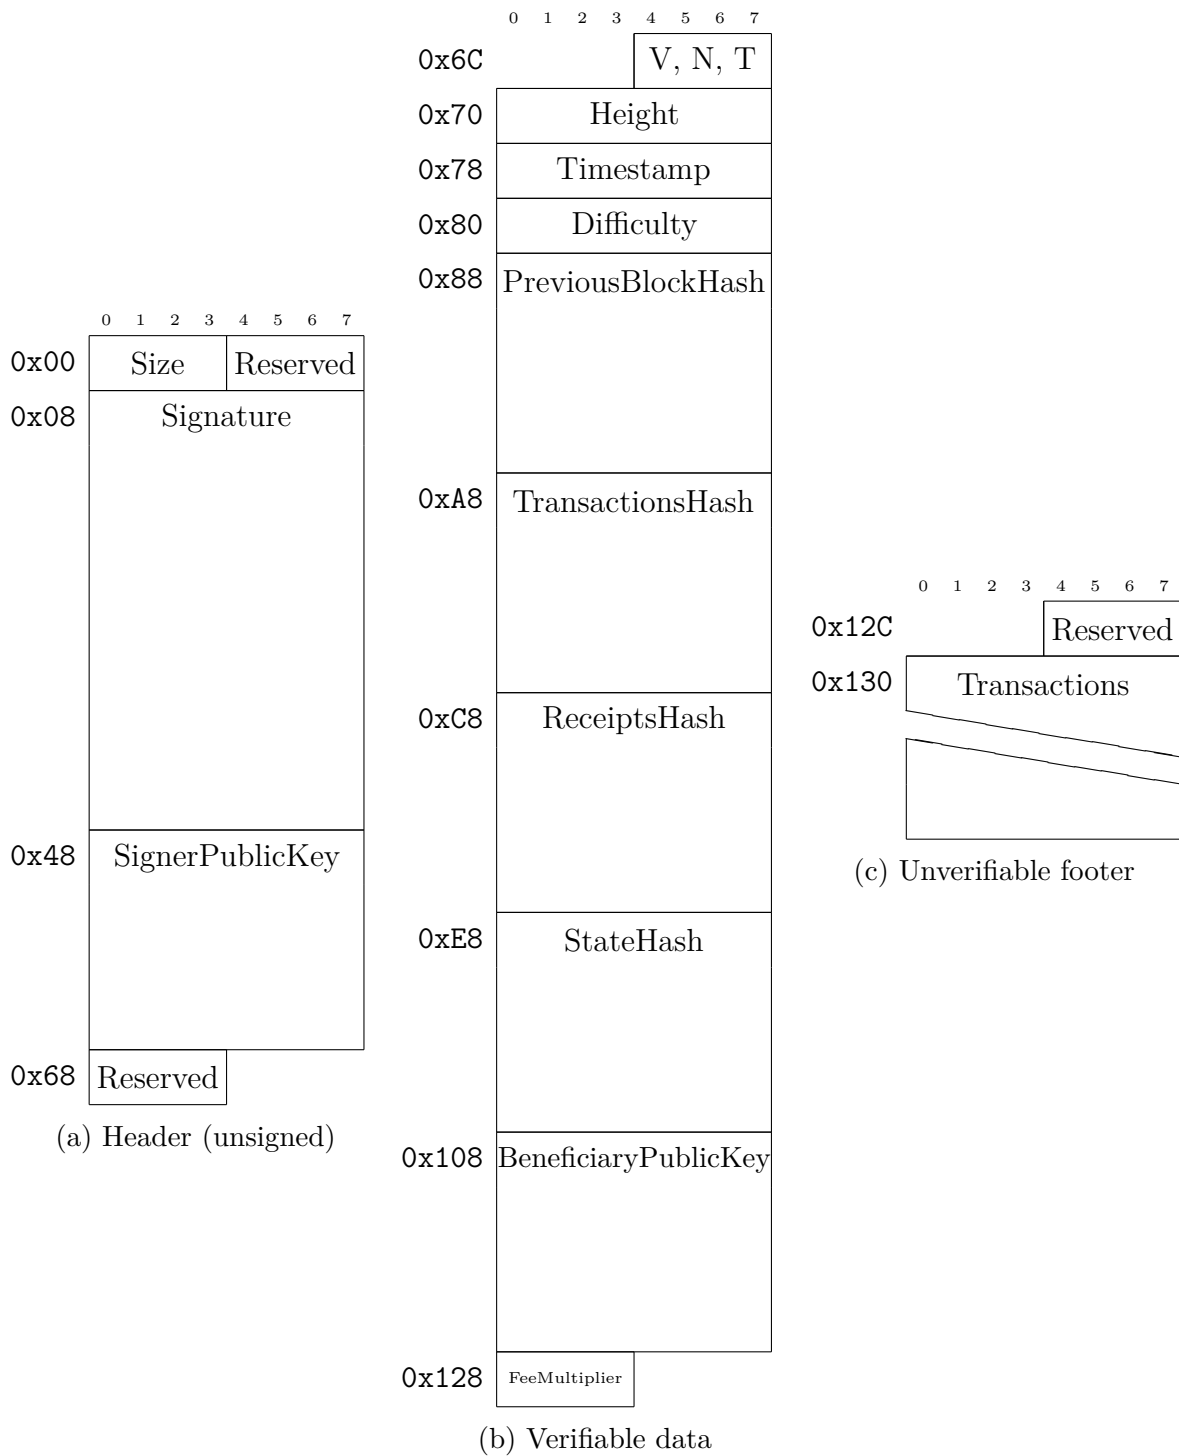 0 1 2 3 4 5 6 7
0x00 Size Reserved
0x08 Signature
0x48 SignerPublicKey
0x68 Reserved
(a) Header (unsigned)
0 1 2 3 4 5 6 7
0x6C V, N, T
0x70 Height
0x78 Timestamp
0x80 Difficulty
0x88 PreviousBlockHash
0xA8 TransactionsHash
0xC8 ReceiptsHash
0xE8 StateHash
0x108 BeneficiaryPublicKey
0x128 FeeMultiplier
(b) Verifiable data
0 1 2 3 4 5 6 7
0x12C Reserved
0x130 Transactions
(c) Unverifiable footer